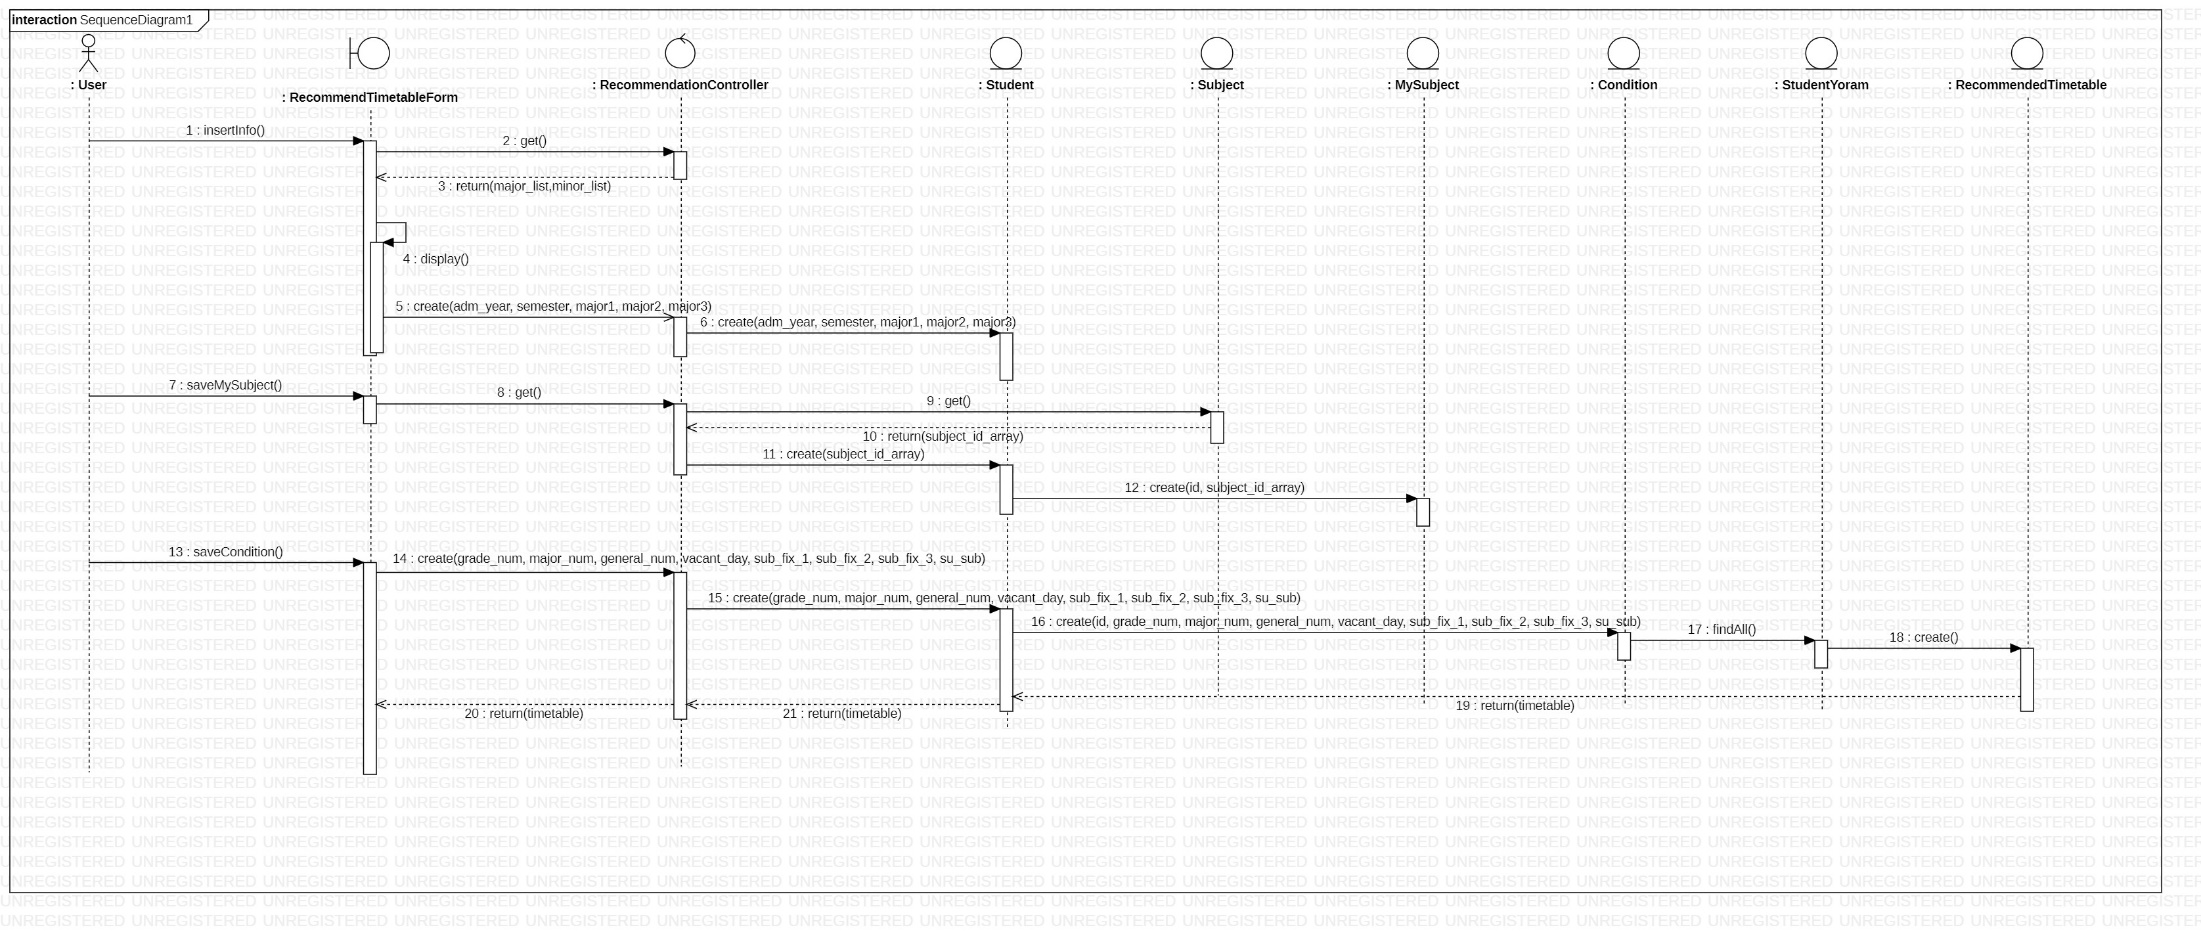 interaction SequenceDiagram1
: User
: RecommendTimetableForm
: RecommendationController
: Student
: Subject
: MySubject
: Condition
: StudentYoram
: RecommendedTimetable
1 : insertInfo()
2 : get()
3 : return(major_list,minor_list)
4 : display()
5 : create(adm_year, semester, major1, major2, major3)
6 : create(adm_year, semester, major1, major2, major3)
7 : saveMySubject()
8 : get()
9 : get()
10 : return(subject_id_array)
11 : create(subject_id_array)
12 : create(id, subject_id_array)
13 : saveCondition()
14 : create(grade_num, major_num, general_num, vacant_day, sub_fix_1, sub_fix_2, sub_fix_3, su_sub)
15 : create(grade_num, major_num, general_num, vacant_day, sub_fix_1, sub_fix_2, sub_fix_3, su_sub)
16 : create(id, grade_num, major_num, general_num, vacant_day, sub_fix_1, sub_fix_2, sub_fix_3, su_sub)
17 : findAll()
18 : create()
19 : return(timetable)
20 : return(timetable)
21 : return(timetable)
UNREGISTERED